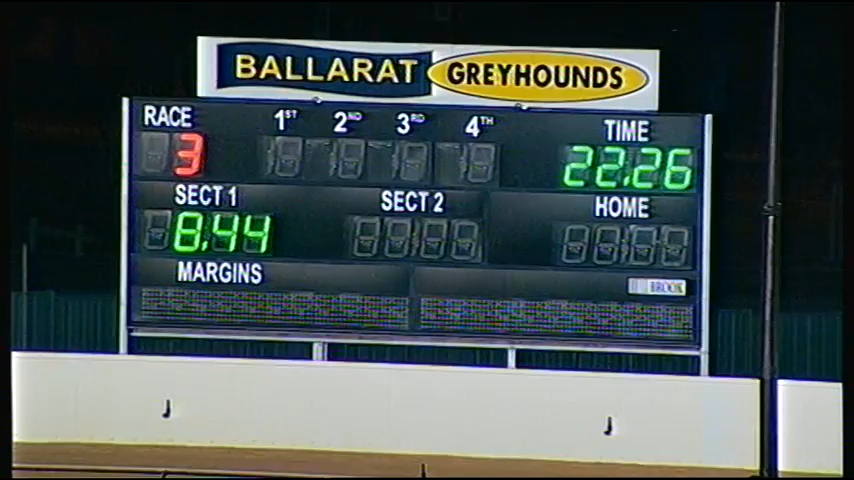 BALLARAT GREYHOUNDS
RACE 1ST 2ND 3RD 4TH TIME
3 22.26
SECT 1 SECT 2 HOME
8.44
MARGINS
BROOK